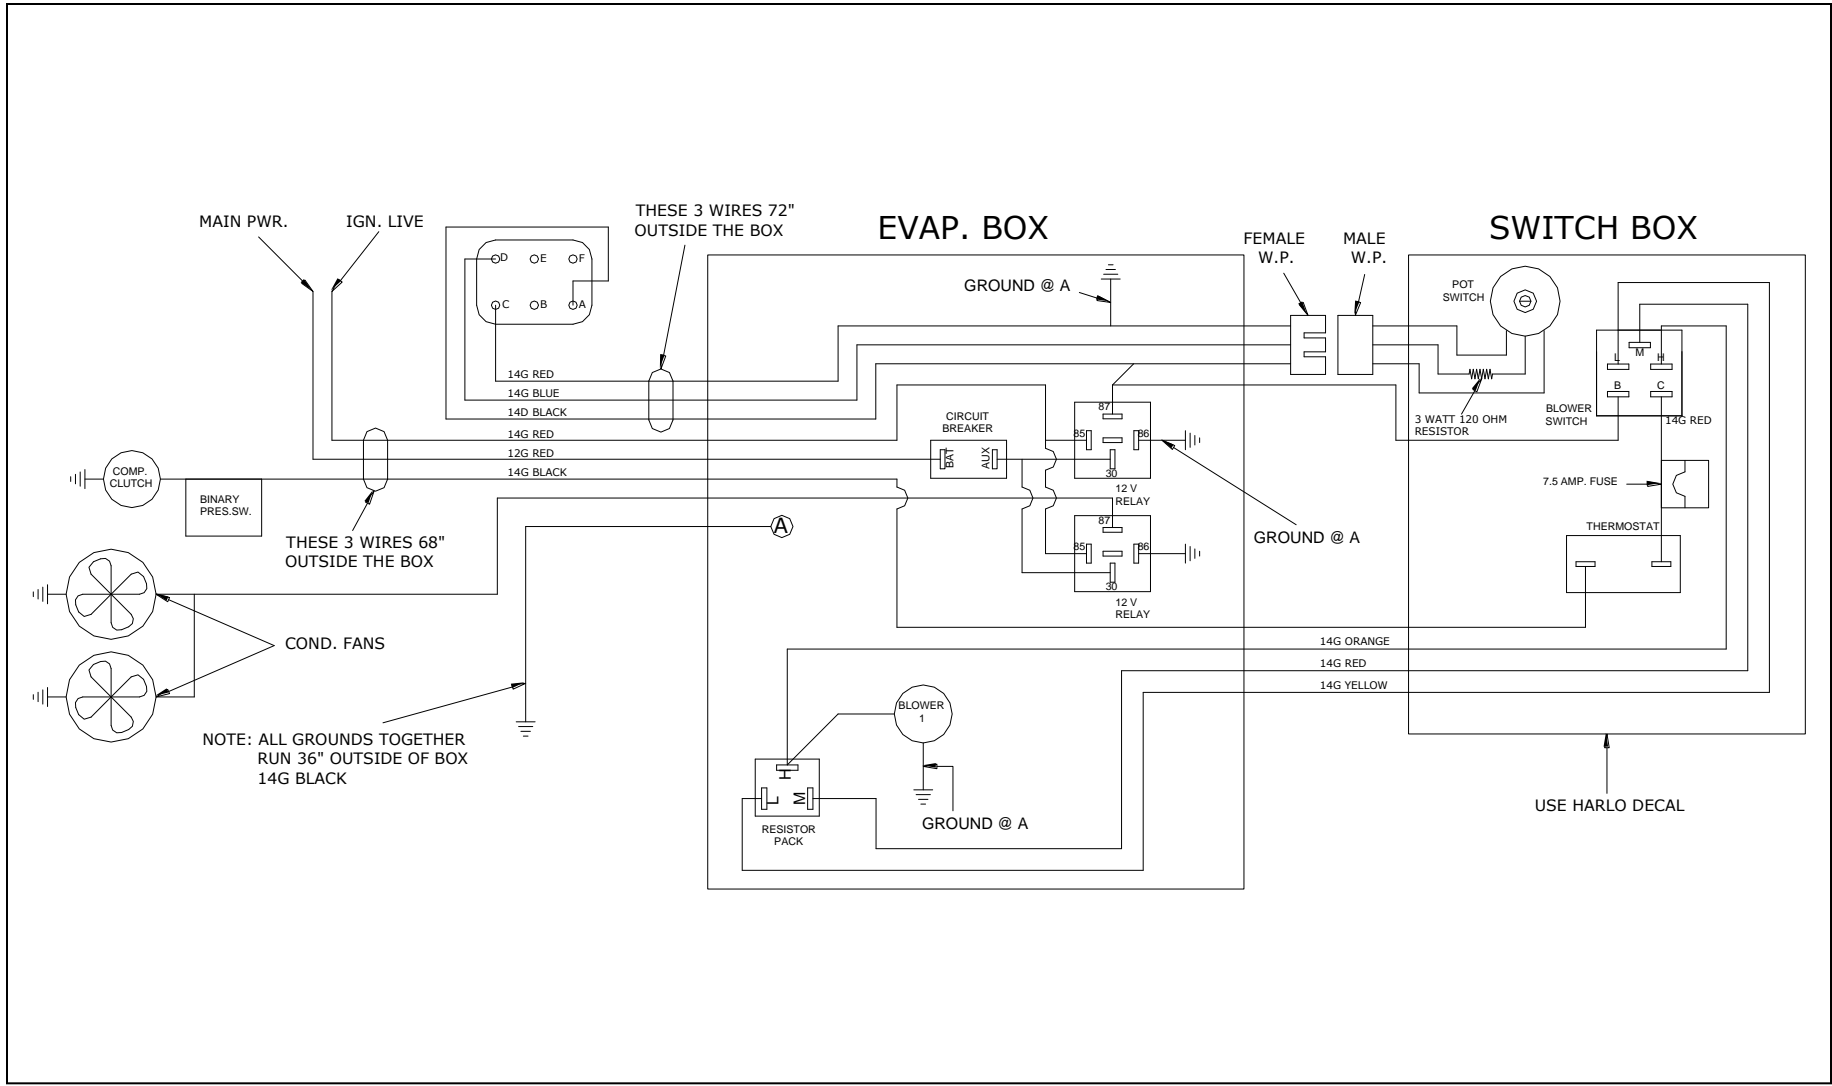 MAIN PWR.
IGN. LIVE
THESE 3 WIRES 72"
OUTSIDE THE BOX
EVAP. BOX
SWITCH BOX
FEMALE
W.P.
MALE
W.P.
D
E
F
C
B
A
GROUND @ A
POT
SWITCH
L
M
H
B
C
BLOWER
SWITCH
14G RED
3 WATT 120 OHM
RESISTOR
14G RED
14G BLUE
14D BLACK
14G RED
12G RED
14G BLACK
CIRCUIT
BREAKER
BAT
AUX
87
85
86
30
12 V
RELAY
COMP.
CLUTCH
BINARY
PRES.SW.
7.5 AMP. FUSE
THERMOSTAT
THESE 3 WIRES 68"
OUTSIDE THE BOX
A
87
85
86
30
12 V
RELAY
GROUND @ A
COND. FANS
14G ORANGE
14G RED
14G YELLOW
NOTE: ALL GROUNDS TOGETHER
RUN 36" OUTSIDE OF BOX
14G BLACK
BLOWER
1
H
L
M
RESISTOR
PACK
GROUND @ A
USE HARLO DECAL